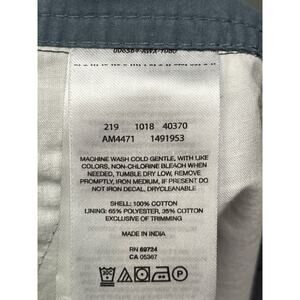 219 1018 40370
AM4471 1491953
MACHINE WASH COLD GENTLE, WITH LIKE
COLORS, NON-CHLORINE BLEACH WHEN
NEEDED, TUMBLE DRY LOW, REMOVE
PROMPTLY, IRON MEDIUM, IF PRESENT DO
NOT IRON DECAL, DRYCLEANABLE
SHELL: 100% COTTON
LINING: 65% POLYESTER, 35% COTTON
EXCLUSIVE OF TRIMMING
MADE IN INDIA
RN 69724
CA 05367